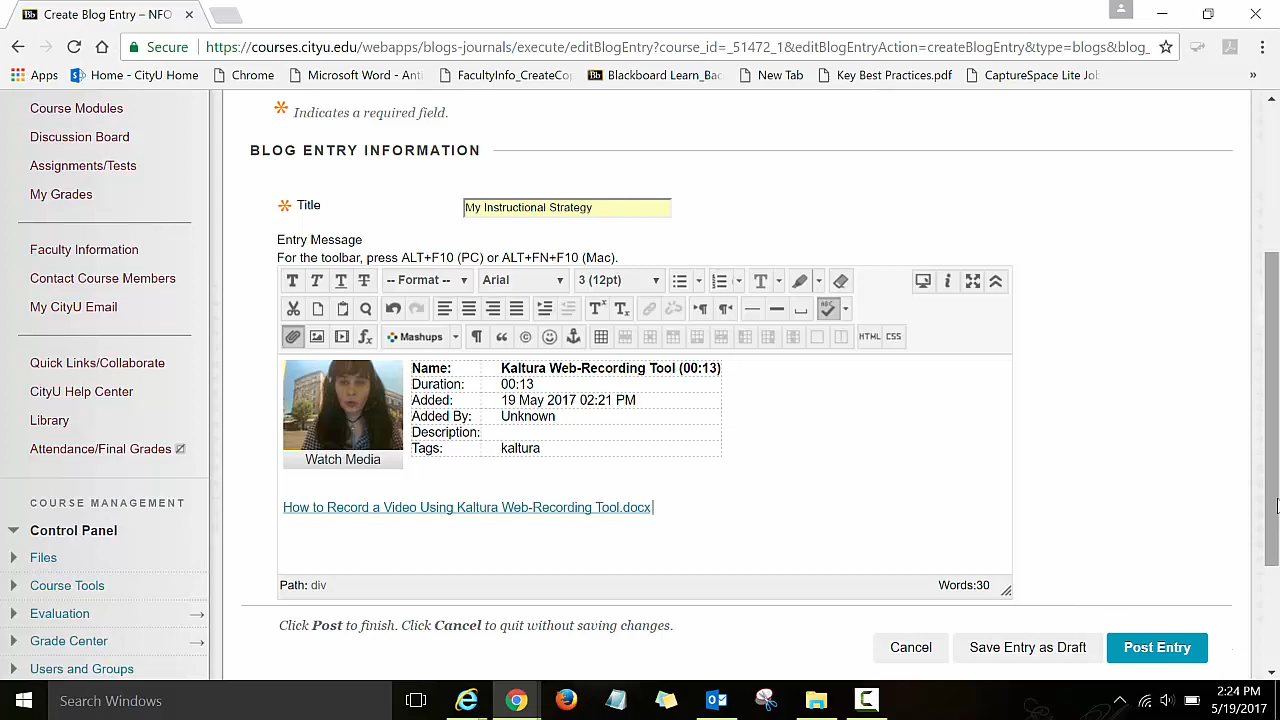 Create Blog Entry – NFO
Secure
https://courses.cityu.edu/webapps/blogs-journals/execute/editBlogEntry?course_id=_51472_1&editBlogEntryAction=createBlogEntry&type=blogs&blog_
Apps
Home - CityU Home
Chrome
Microsoft Word - Ant
FacultyInfo_CreateCo
Blackboard Learn_Ba
New Tab
Key Best Practices.pdf
CaptureSpace Lite Jol
»
Course Modules
Discussion Board
Assignments/Tests
My Grades
Faculty Information
Contact Course Members
My CityU Email
Quick Links/Collaborate
CityU Help Center
Library
Attendance/Final Grades
COURSE MANAGEMENT
Control Panel
Files
Course Tools
Evaluation
Grade Center
Users and Groups
Indicates a required field.
BLOG ENTRY INFORMATION
Title
My Instructional Strategy
Entry Message
For the toolbar, press ALT+F10 (PC) or ALT+FN+F10 (Mac).
T T T T -- Format -- Arial 3 (12pt) T
Mashups HTML CSS
Name: Kaltura Web-Recording Tool (00:13)
Duration: 00:13
Added: 19 May 2017 02:21 PM
Added By: Unknown
Description:
Tags: kaltura
Watch Media
How to Record a Video Using Kaltura Web-Recording Tool.docx
Path: div Words:30
Click Post to finish. Click Cancel to quit without saving changes.
Cancel Save Entry as Draft Post Entry
Search Windows
2:24 PM
5/19/2017